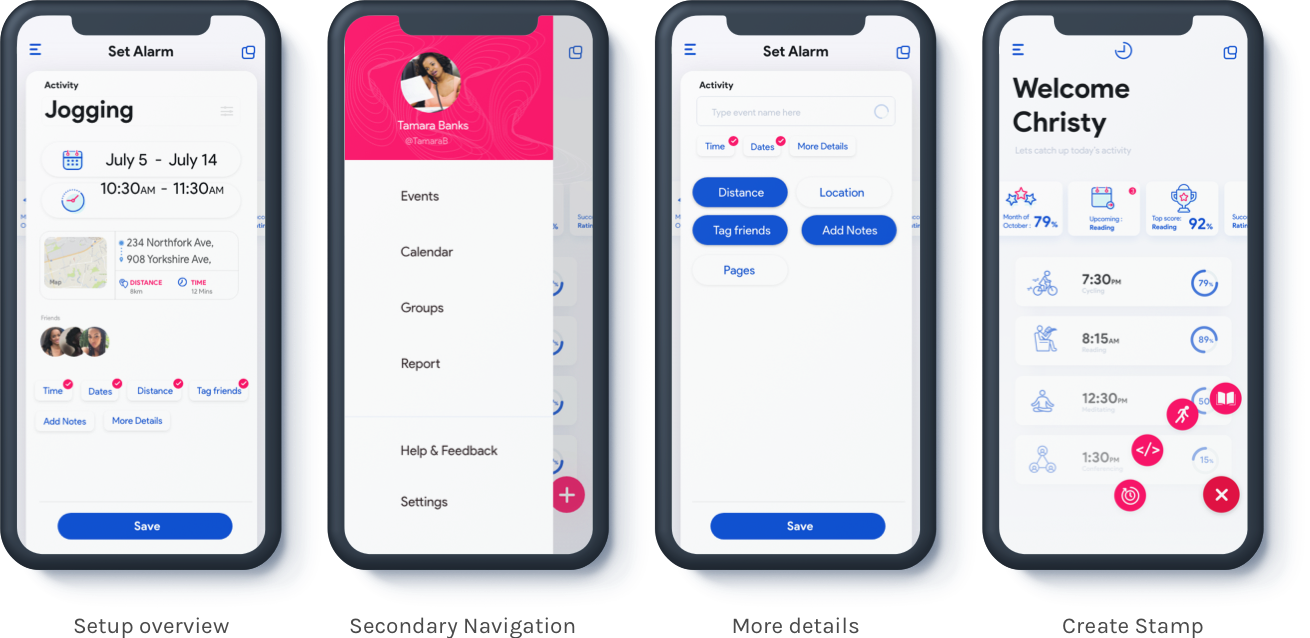 Set Alarm
Activity
Jogging
July 5 - July 14
10:30AM - 11:30AM
234 Northfork Ave,
908 Yorkshire Ave,
Map
DISTANCE
8km
TIME
12 Mins
Friends
Time
Dates
Distance
Tag friends
Add Notes
More Details
Save
Setup overview
Tamara Banks
@TamaraB
Events
Calendar
Groups
Report
Help & Feedback
Settings
Secondary Navigation
Set Alarm
Activity
Type event name here
Time
Dates
More Details
Distance
Location
Tag friends
Add Notes
Pages
Save
More details
Welcome
Christy
Lets catch up today's activity
Month of
October :
79%
Upcoming :
Reading
3
Top score:
Reading
92%
Succ
Ratin
7:30PM
Cycling
79%
8:15AM
Reading
89%
12:30PM
Meditating
50
1:30PM
Conferencing
15%
Create Stamp